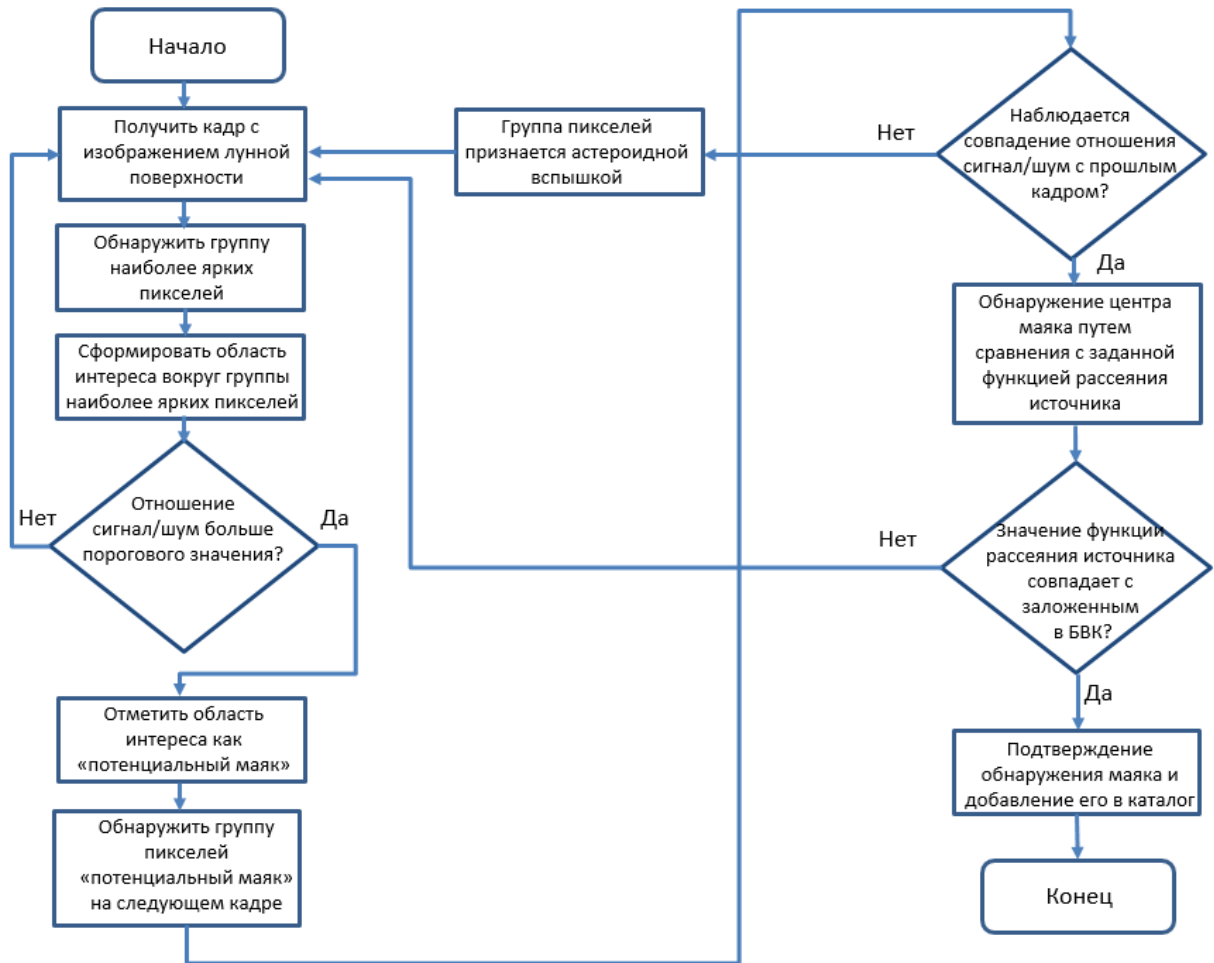 Начало
Получить кадр с
изображением лунной
поверхности
Обнаружить группу
наиболее ярких
пикселей
Сформировать область
интереса вокруг группы
наиболее ярких пикселей
Отношение
сигнал/шум больше
порогового значения?
Нет
Да
Отметить область
интереса как
«потенциальный маяк»
Обнаружить группу
пикселей
«потенциальный маяк»
на следующем кадре
Наблюдается
совпадение отношения
сигнал/шум с прошлым
кадром?
Нет
Группа пикселей
признается астероидной
вспышкой
Да
Обнаружение центра
маяка путем
сравнения с заданной
функцией рассеяния
источника
Значение функции
рассеяния источника
совпадает с
заложенным
в БВК?
Нет
Да
Подтверждение
обнаружения маяка и
добавление его в каталог
Конец